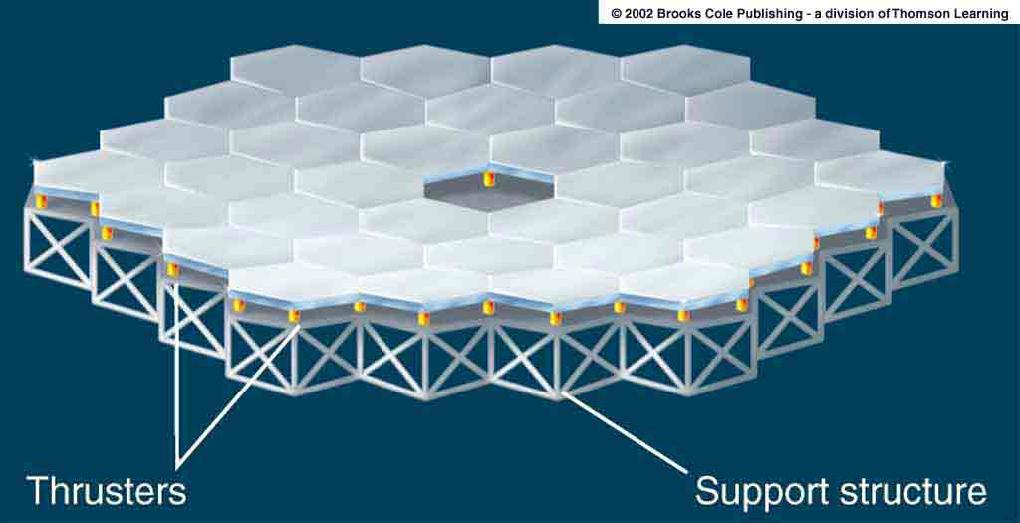 © 2002 Brooks Cole Publishing - a division of Thomson Learning
Thrusters
Support structure